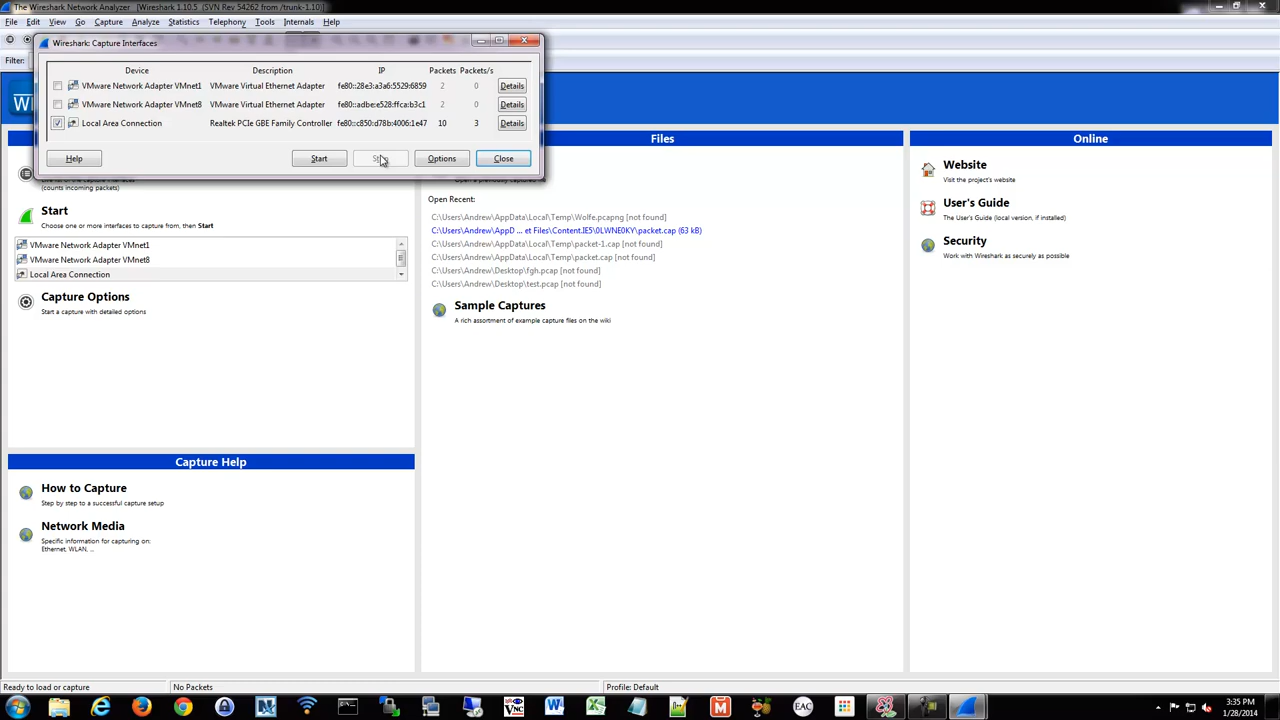 The Wireshark Network Analyzer [Wireshark 1.10.5 (SVN Rev 54262 from /trunk-1.10)]
File Edit View Go Capture Analyze Statistics Telephony Tools Internals Help
Filter:
Wireshark: Capture Interfaces
Device Description IP Packets Packets/s
VMware Network Adapter VMnet1 VMware Virtual Ethernet Adapter fe80::28e3:a3a6:5529:6859 2 0 Details
VMware Network Adapter VMnet8 VMware Virtual Ethernet Adapter fe80::adbe:e528:ffca:b3c1 2 0 Details
Local Area Connection Realtek PCIe GBE Family Controller fe80::c850:d78b:4006:1e47 10 3 Details
Help Start Options Close
(counts incoming packets)
Start
Choose one or more interfaces to capture from, then Start
VMware Network Adapter VMnet1
VMware Network Adapter VMnet8
Local Area Connection
Capture Options
Start a capture with detailed options
Capture Help
How to Capture
Step by step to a successful capture setup
Network Media
Specific information for capturing on:
Ethernet, WLAN, ...
Files
Open Recent:
C:\Users\Andrew\AppData\Local\Temp\Wolfe.pcapng [not found]
C:\Users\Andrew\AppD ... et Files\Content.IE5\0LWNE0KY\packet.cap (63 kB)
C:\Users\Andrew\AppData\Local\Temp\packet-1.cap [not found]
C:\Users\Andrew\AppData\Local\Temp\packet.cap [not found]
C:\Users\Andrew\Desktop\fgh.pcap [not found]
C:\Users\Andrew\Desktop\test.pcap [not found]
Sample Captures
A rich assortment of example capture files on the wiki
Online
Website
Visit the project's website
User's Guide
The User's Guide (local version, if installed)
Security
Work with Wireshark as securely as possible
Ready to load or capture No Packets Profile: Default
VNC EAC
3:35 PM
1/28/2014